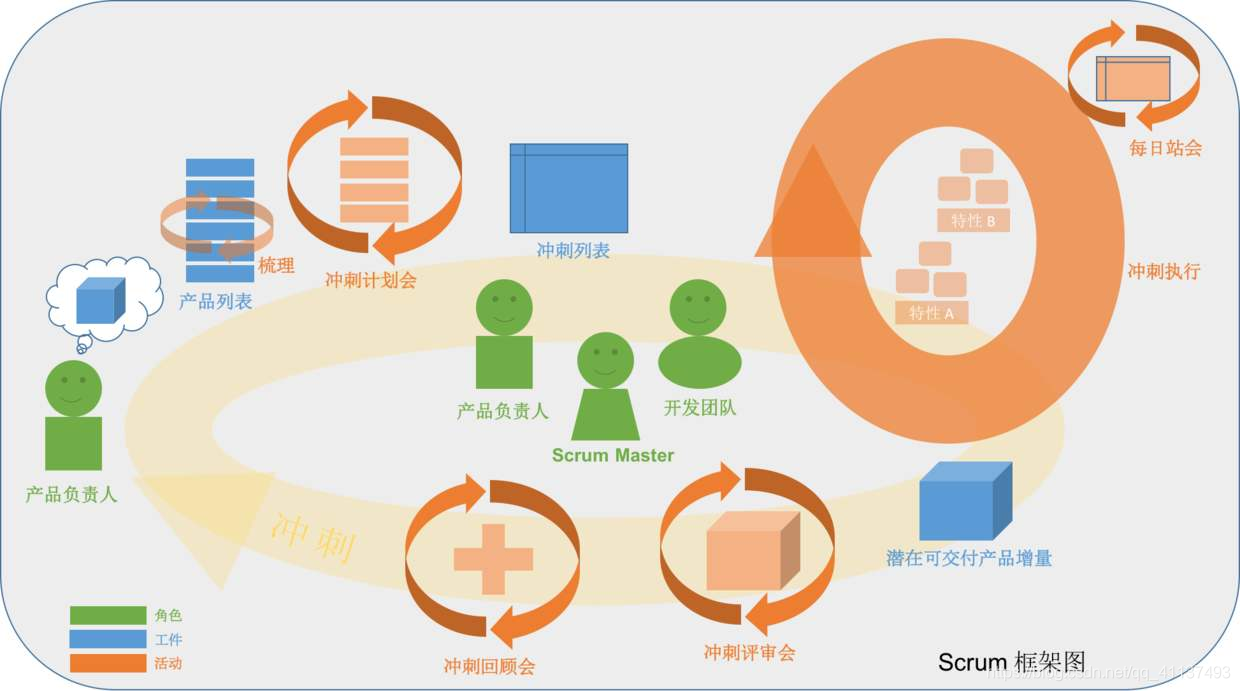 每日站会
特性 B
冲刺列表
梳理
冲刺计划会
冲刺执行
产品列表
特性 A
产品负责人
开发团队
Scrum Master
产品负责人
冲刺
潜在可交付产品增量
角色
工件
活动
冲刺回顾会
冲刺评审会
Scrum 框架图
https://blog.csdn.net/qq_41137493